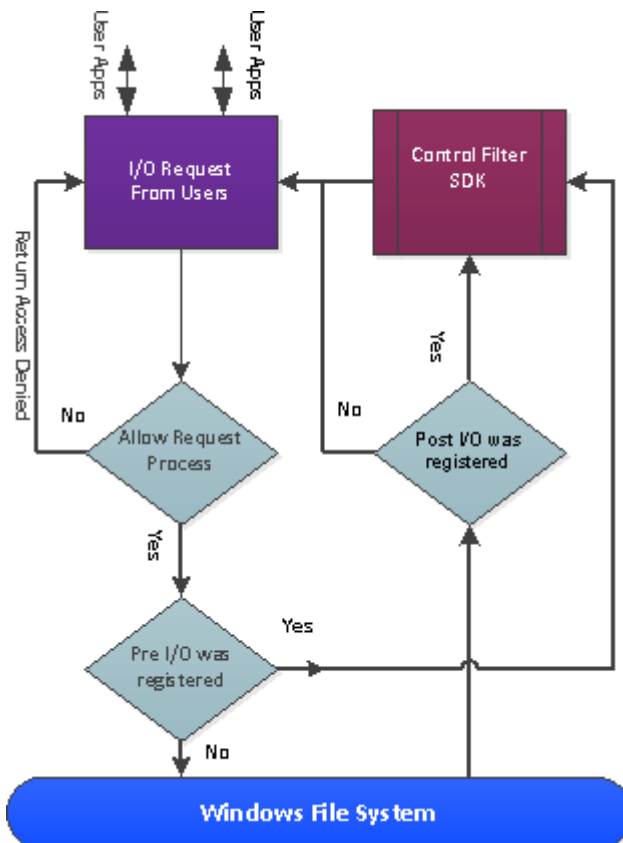 User Apps
User Apps
I/O Request
From Users
Control Filter
SDK
Return Access Denied
No
Allow Request
Process
Yes
No
Post I/O was
registered
Yes
Pre I/O was
registered
Yes
No
Windows File System